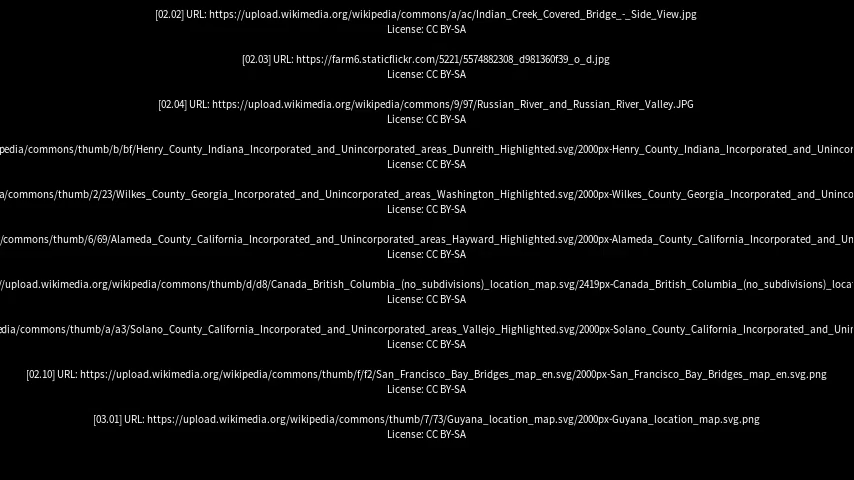 [02.02] URL: https://upload.wikimedia.org/wikipedia/commons/a/ac/Indian_Creek_Covered_Bridge_-_Side_View.jpg
License: CC BY-SA
[02.03] URL: https://farm6.staticflickr.com/5221/5574882308_d981360f39_o_d.jpg
License: CC BY-SA
[02.04] URL: https://upload.wikimedia.org/wikipedia/commons/9/97/Russian_River_and_Russian_River_Valley.JPG
License: CC BY-SA
pedia/commons/thumb/b/bf/Henry_County_Indiana_Incorporated_and_Unincorporated_areas_Dunreith_Highlighted.svg/2000px-Henry_County_Indiana_Incorporated_and_Unincor
License: CC BY-SA
a/commons/thumb/2/23/Wilkes_County_Georgia_Incorporated_and_Unincorporated_areas_Washington_Highlighted.svg/2000px-Wilkes_County_Georgia_Incorporated_and_Uninco
License: CC BY-SA
/commons/thumb/6/69/Alameda_County_California_Incorporated_and_Unincorporated_areas_Hayward_Highlighted.svg/2000px-Alameda_County_California_Incorporated_and_Un
License: CC BY-SA
/upload.wikimedia.org/wikipedia/commons/thumb/d/d8/Canada_British_Columbia_(no_subdivisions)_location_map.svg/2419px-Canada_British_Columbia_(no_subdivisions)_loca
License: CC BY-SA
edia/commons/thumb/a/a3/Solano_County_California_Incorporated_and_Unincorporated_areas_Vallejo_Highlighted.svg/2000px-Solano_County_California_Incorporated_and_Unin
License: CC BY-SA
[02.10] URL: https://upload.wikimedia.org/wikipedia/commons/thumb/f/f2/San_Francisco_Bay_Bridges_map_en.svg/2000px-San_Francisco_Bay_Bridges_map_en.svg.png
License: CC BY-SA
[03.01] URL: https://upload.wikimedia.org/wikipedia/commons/thumb/7/73/Guyana_location_map.svg/2000px-Guyana_location_map.svg.png
License: CC BY-SA